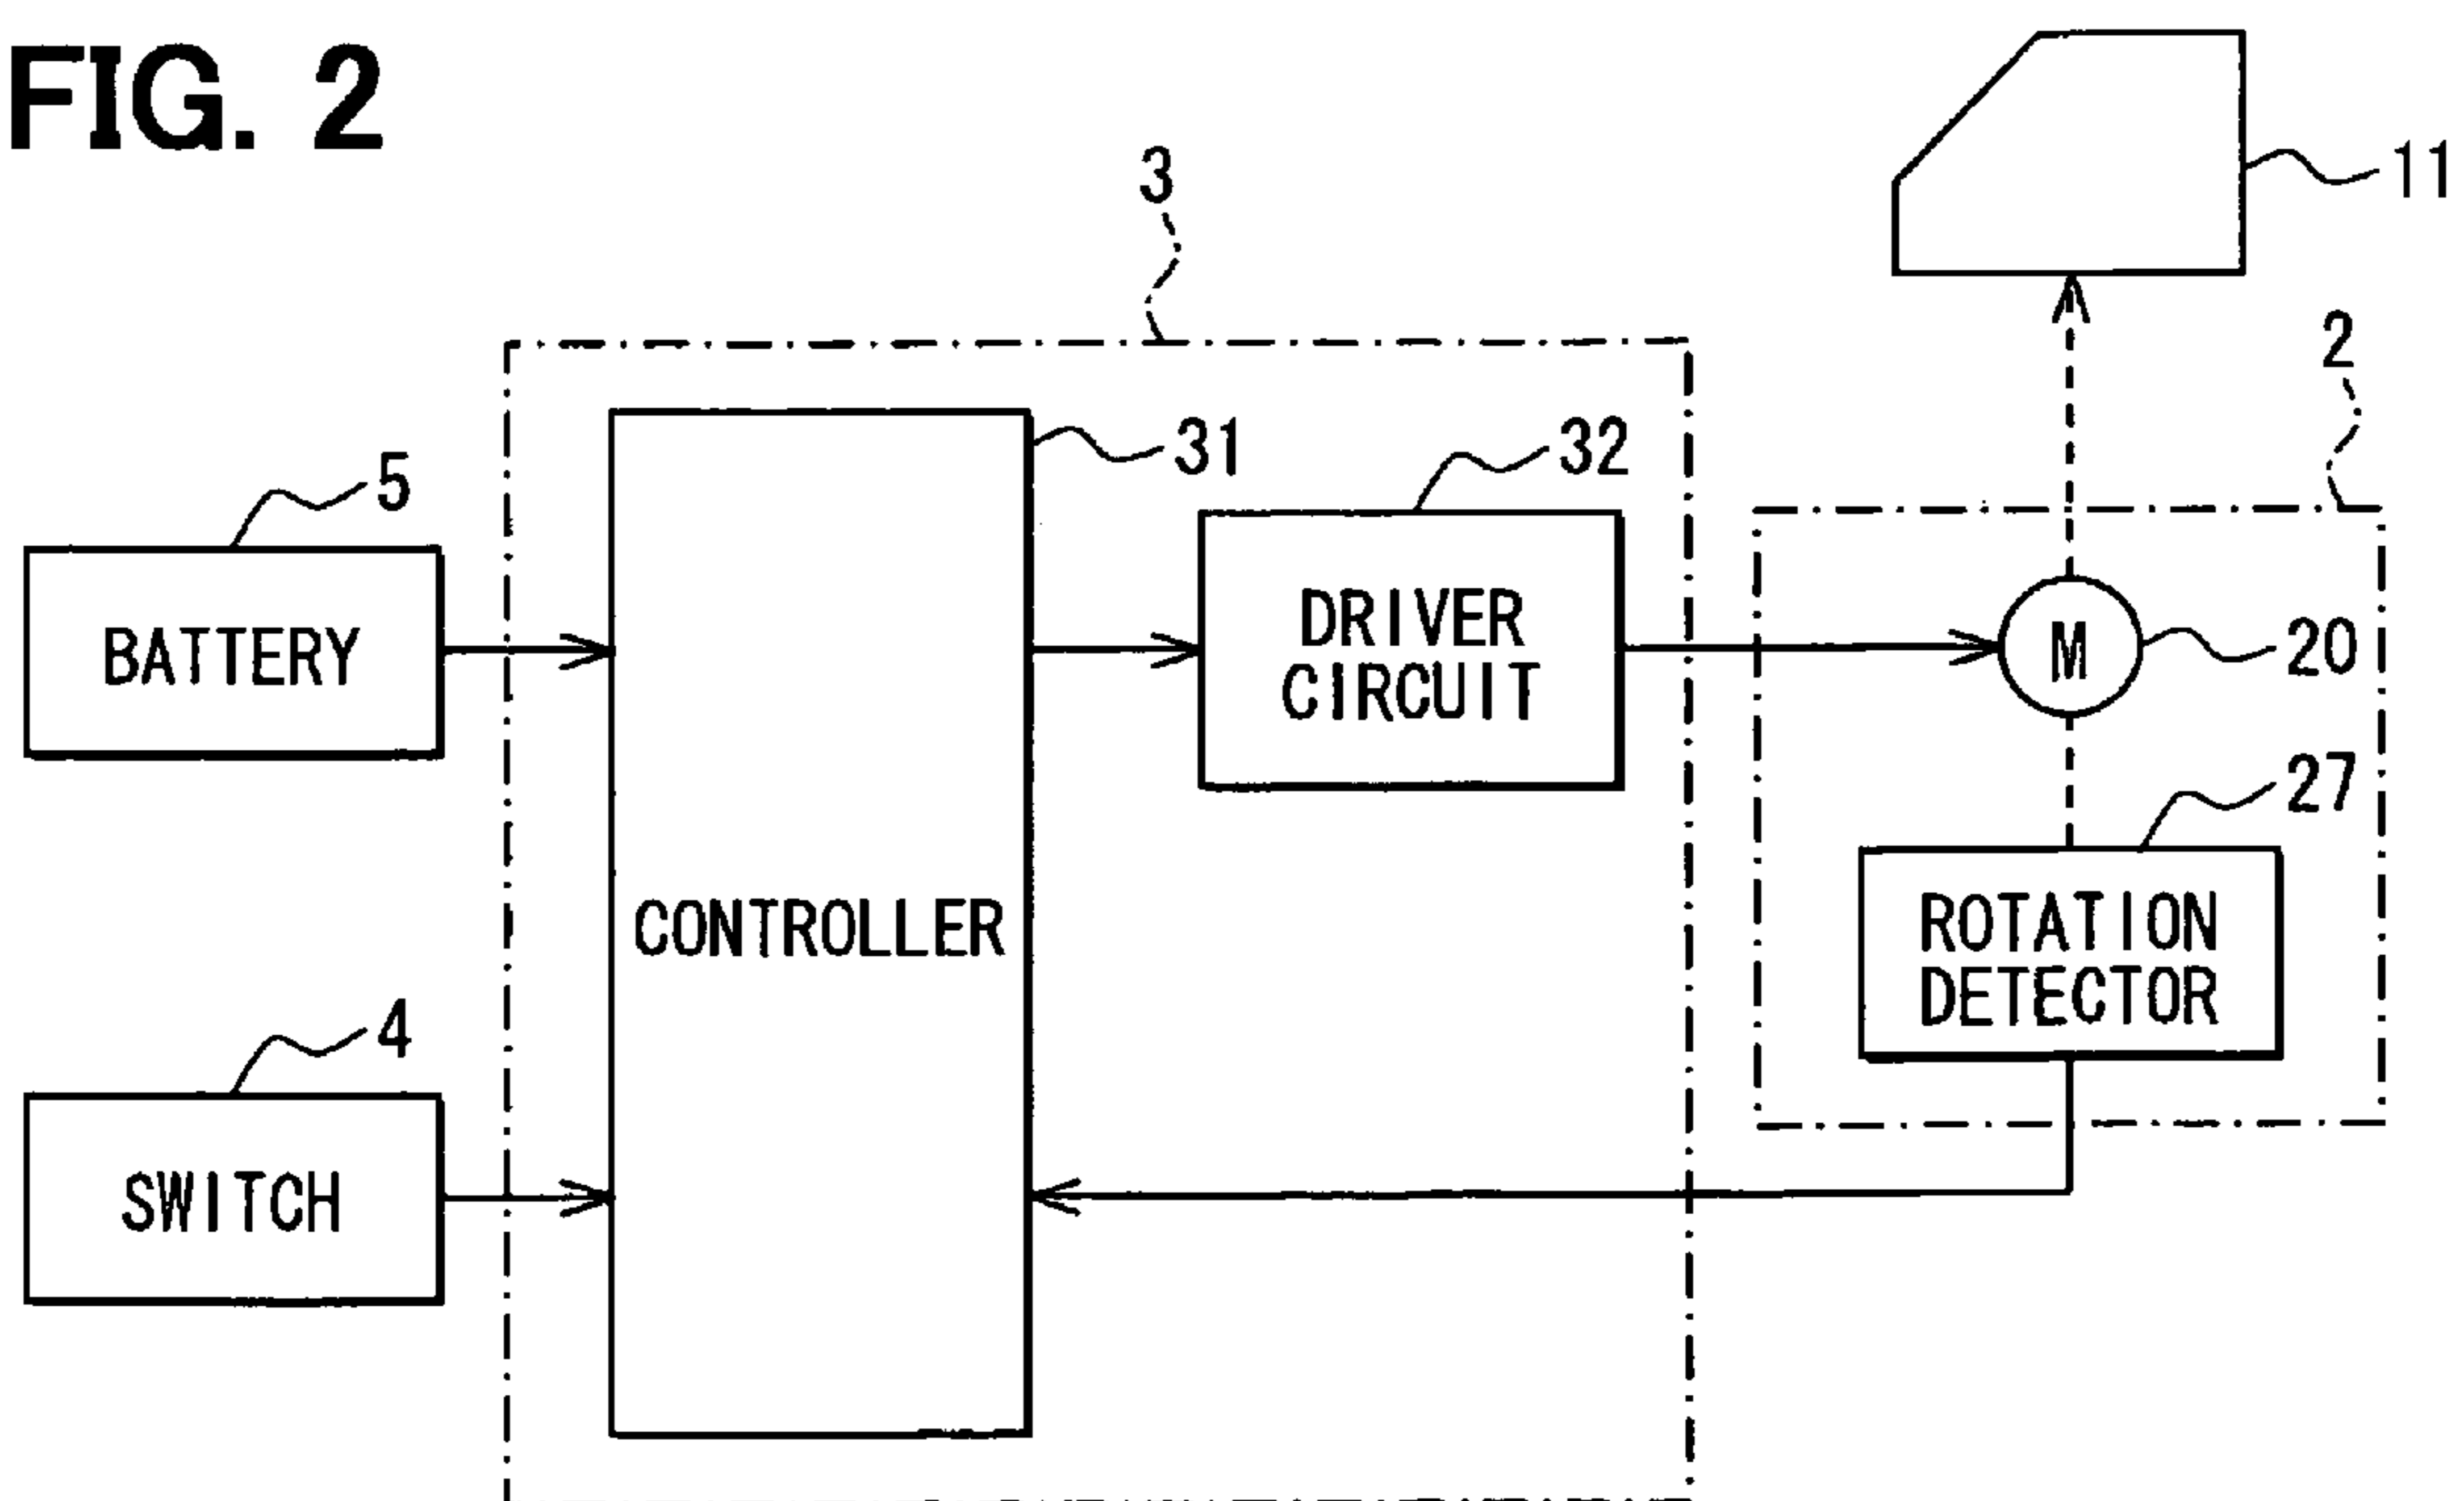 FIG. 2
11
3
2
31
32
5
BATTERY
DRIVER
CIRCUIT
M
20
27
CONTROLLER
ROTATION
DETECTOR
4
SWITCH